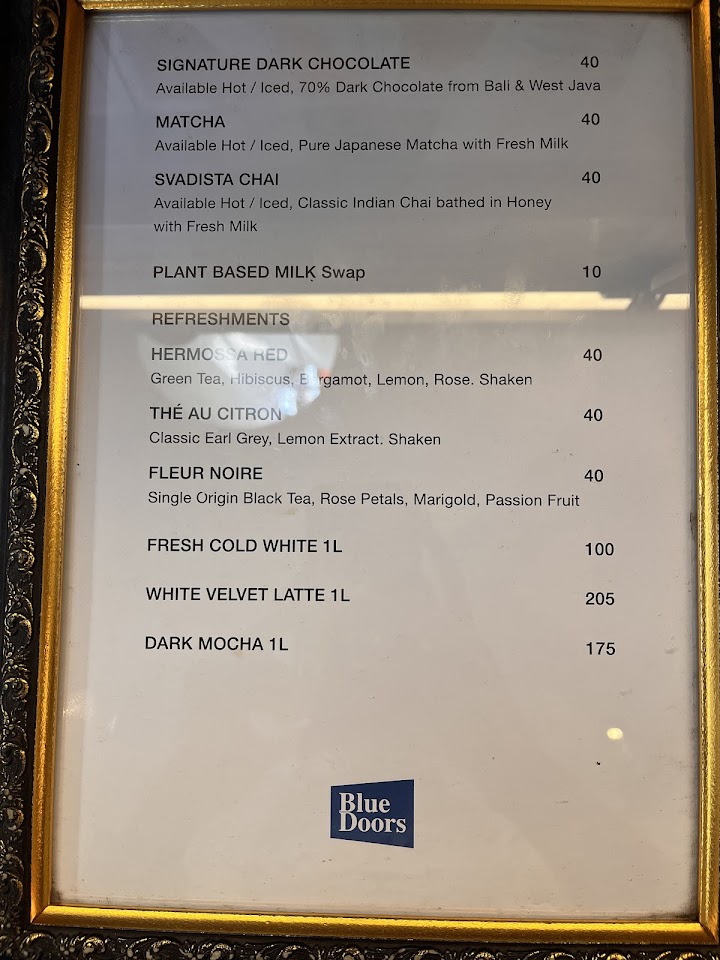 SIGNATURE DARK CHOCOLATE 40
Available Hot / Iced, 70% Dark Chocolate from Bali & West Java
MATCHA 40
Available Hot / Iced, Pure Japanese Matcha with Fresh Milk
SVADISTA CHAI 40
Available Hot / Iced, Classic Indian Chai bathed in Honey
with Fresh Milk
PLANT BASED MILK Swap 10
REFRESHMENTS
HERMOSSA RED 40
Green Tea, Hibiscus, Bergamot, Lemon, Rose. Shaken
THÉ AU CITRON 40
Classic Earl Grey, Lemon Extract. Shaken
FLEUR NOIRE 40
Single Origin Black Tea, Rose Petals, Marigold, Passion Fruit
FRESH COLD WHITE 1L 100
WHITE VELVET LATTE 1L 205
DARK MOCHA 1L 175
Blue
Doors